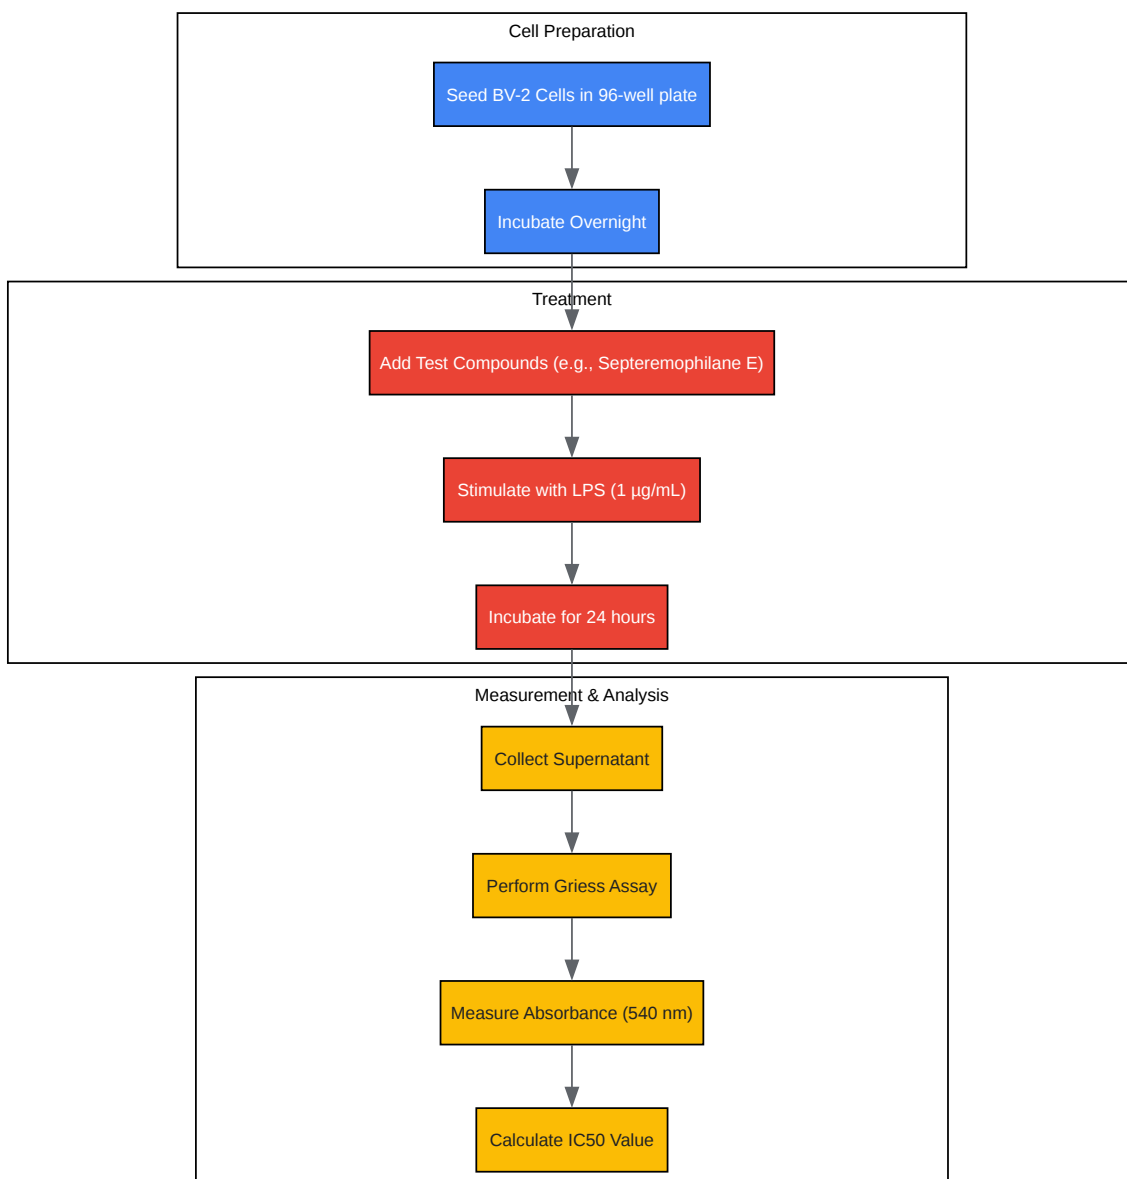 Cell Preparation
Seed BV-2 Cells in 96-well plate
Incubate Overnight
Treatment
Add Test Compounds (e.g., Septeremophilane E)
Stimulate with LPS (1 µg/mL)
Incubate for 24 hours
Measurement & Analysis
Collect Supernatant
Perform Griess Assay
Measure Absorbance (540 nm)
Calculate IC50 Value